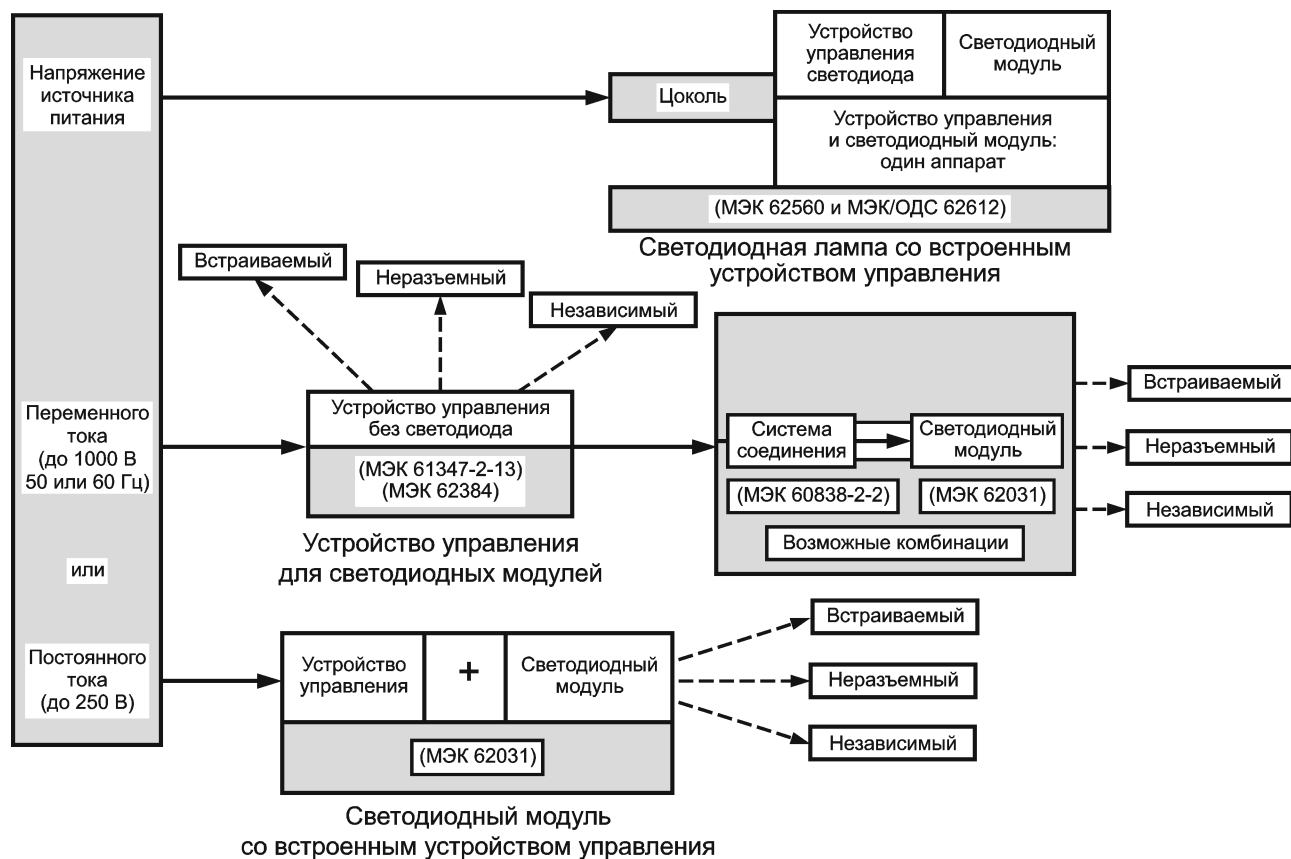 Напряжение
источника
питания
Переменного
тока
(до 1000 В
50 или 60 Гц)
или
Постоянного
тока
(до 250 В)
Цоколь
Устройство
управления
светодиода
Светодиодный
модуль
Устройство управления
и светодиодный модуль:
один аппарат
(МЭК 62560 и МЭК/ОДС 62612)
Светодиодная лампа со встроенным
устройством управления
Встраиваемый
Неразъемный
Независимый
Устройство управления
без светодиода
(МЭК 61347-2-13)
(МЭК 62384)
Устройство управления
для светодиодных модулей
Система
соединения
Светодиодный
модуль
(МЭК 60838-2-2)
(МЭК 62031)
Возможные комбинации
Встраиваемый
Неразъемный
Независимый
Устройство
управления
+
Светодиодный
модуль
(МЭК 62031)
Светодиодный модуль
со встроенным устройством управления
Встраиваемый
Неразъемный
Независимый